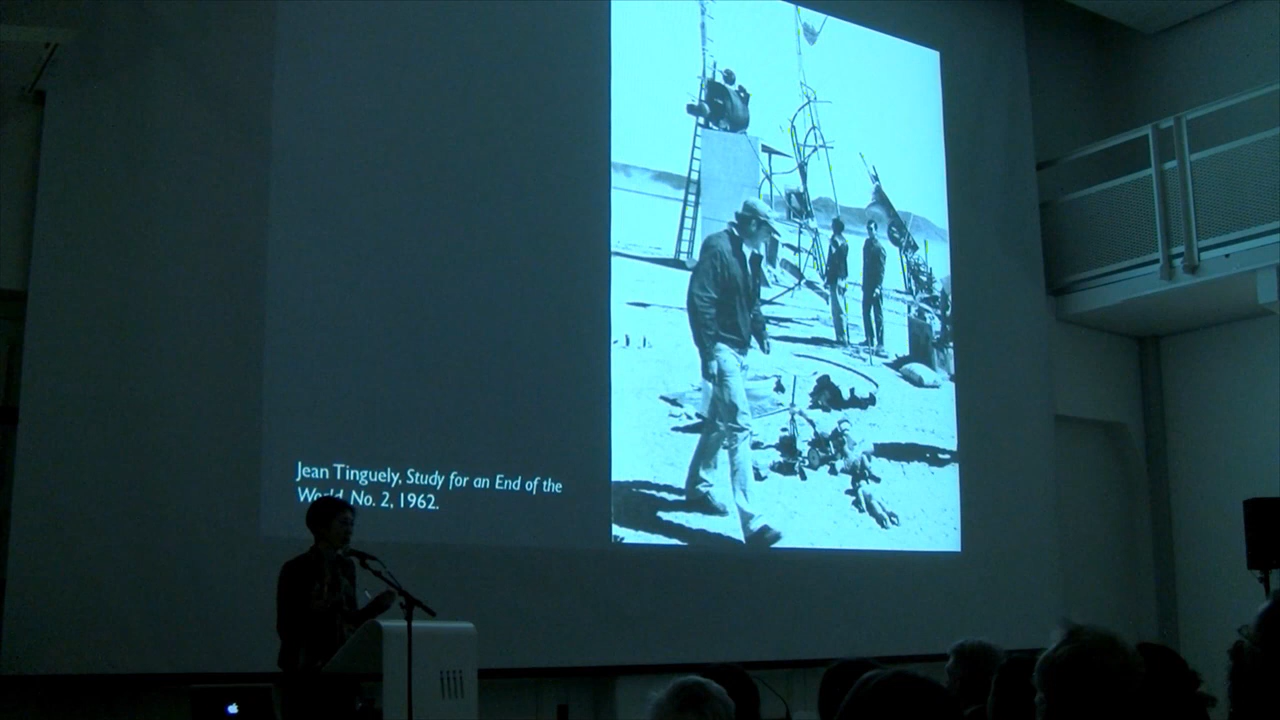 Jean Tinguely, Study for an End of the
World, No. 2, 1962.